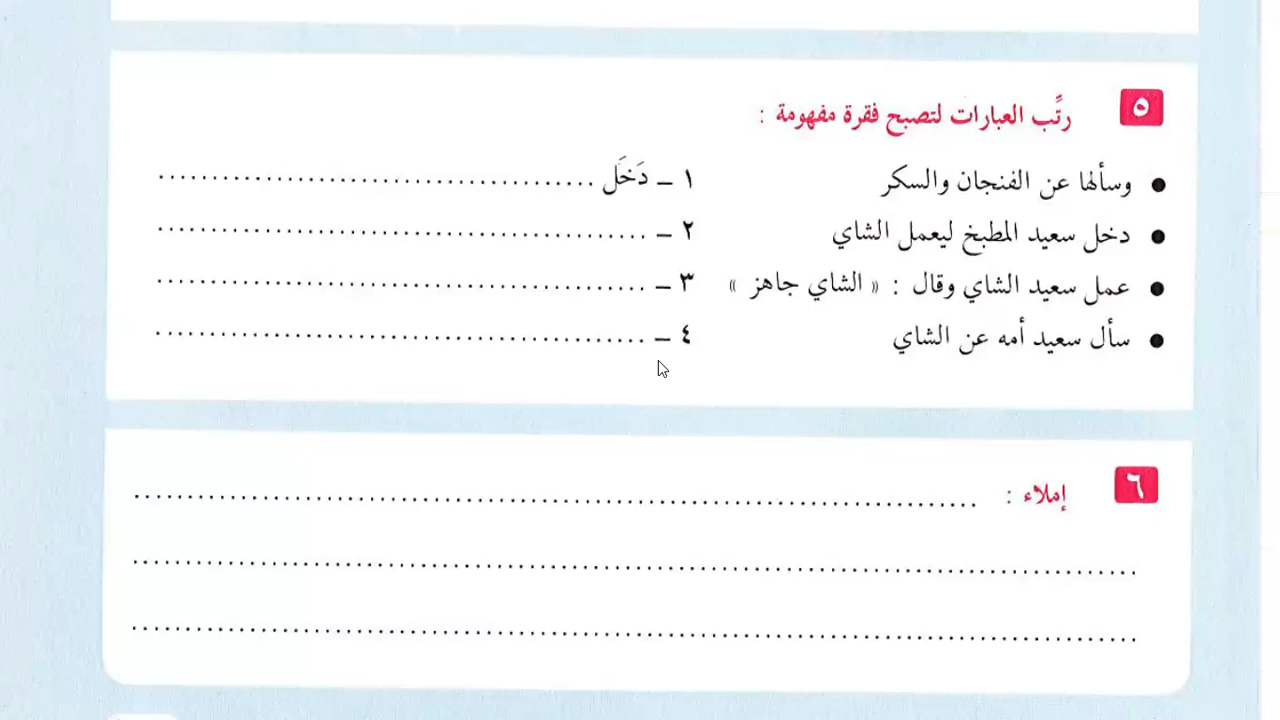 ٥ رتِّب العبارات لتصبح فقرة مفهومة :
● وسألها عن الفنجان والسكر
● دخل سعيد المطبخ ليعمل الشاي
● عمل سعيد الشاي وقال : « الشاي جاهز »
● سأل سعيد أمه عن الشاي
١ ـ دَخَل ........................................
٢ ـ .............................................
٣ ـ .............................................
٤ ـ .............................................
٦ إملاء : ................................................................
................................................................................
................................................................................